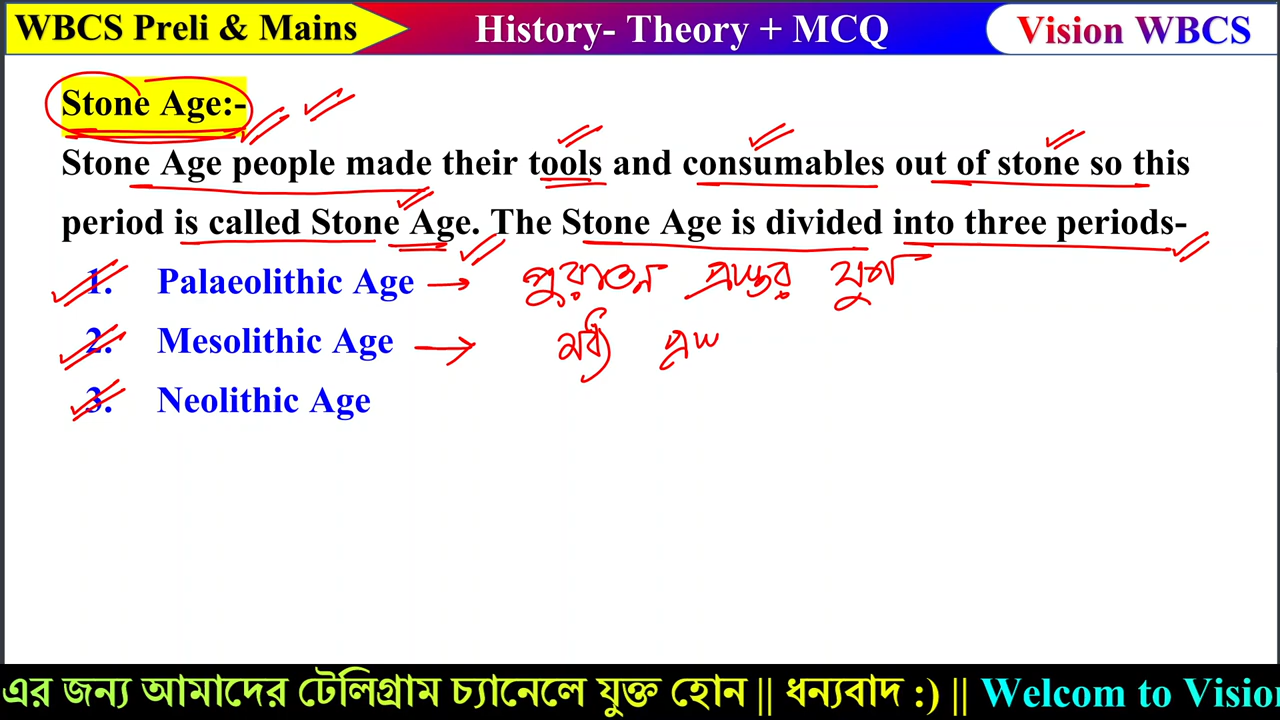 WBCS Preli & Mains
History- Theory + MCQ
Vision WBCS
Stone Age:-
Stone Age people made their tools and consumables out of stone so this
period is called Stone Age. The Stone Age is divided into three periods-
1. Palaeolithic Age → পুরাতন প্রস্তর যুগ
2. Mesolithic Age → মধ্য
3. Neolithic Age
এর জন্য আমাদের টেলিগ্রাম চ্যানেলে যুক্ত হোন || ধন্যবাদ :) || Welcom to Vision